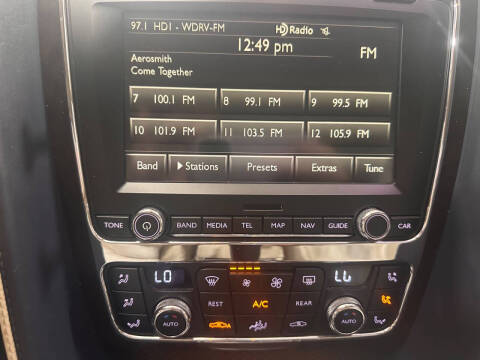 97.1 HD1 - WDRV-FM HD Radio
12:49 pm
FM
Aerosmith
Come Together
7 100.1 FM 8 99.1 FM 9 99.5 FM
10 101.9 FM 11 103.5 FM 12 105.9 FM
Band Stations Presets Extras Tune
TONE BAND MEDIA TEL MAP NAV GUIDE CAR
LO
REST A/C REAR
AUTO AUTO